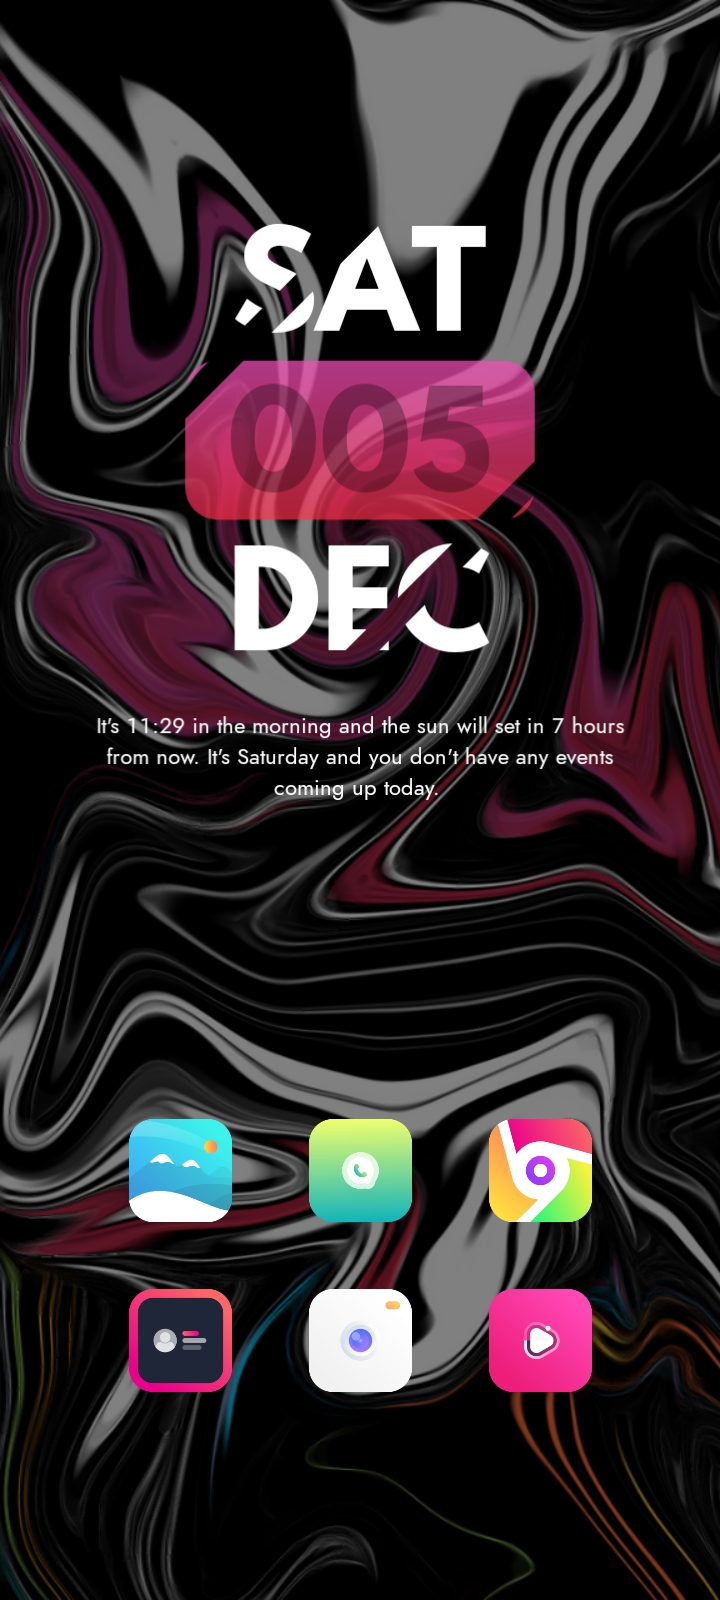 SAT
005
DEC
It's 11:29 in the morning and the sun will set in 7 hours
from now. It's Saturday and you don't have any events
coming up today.